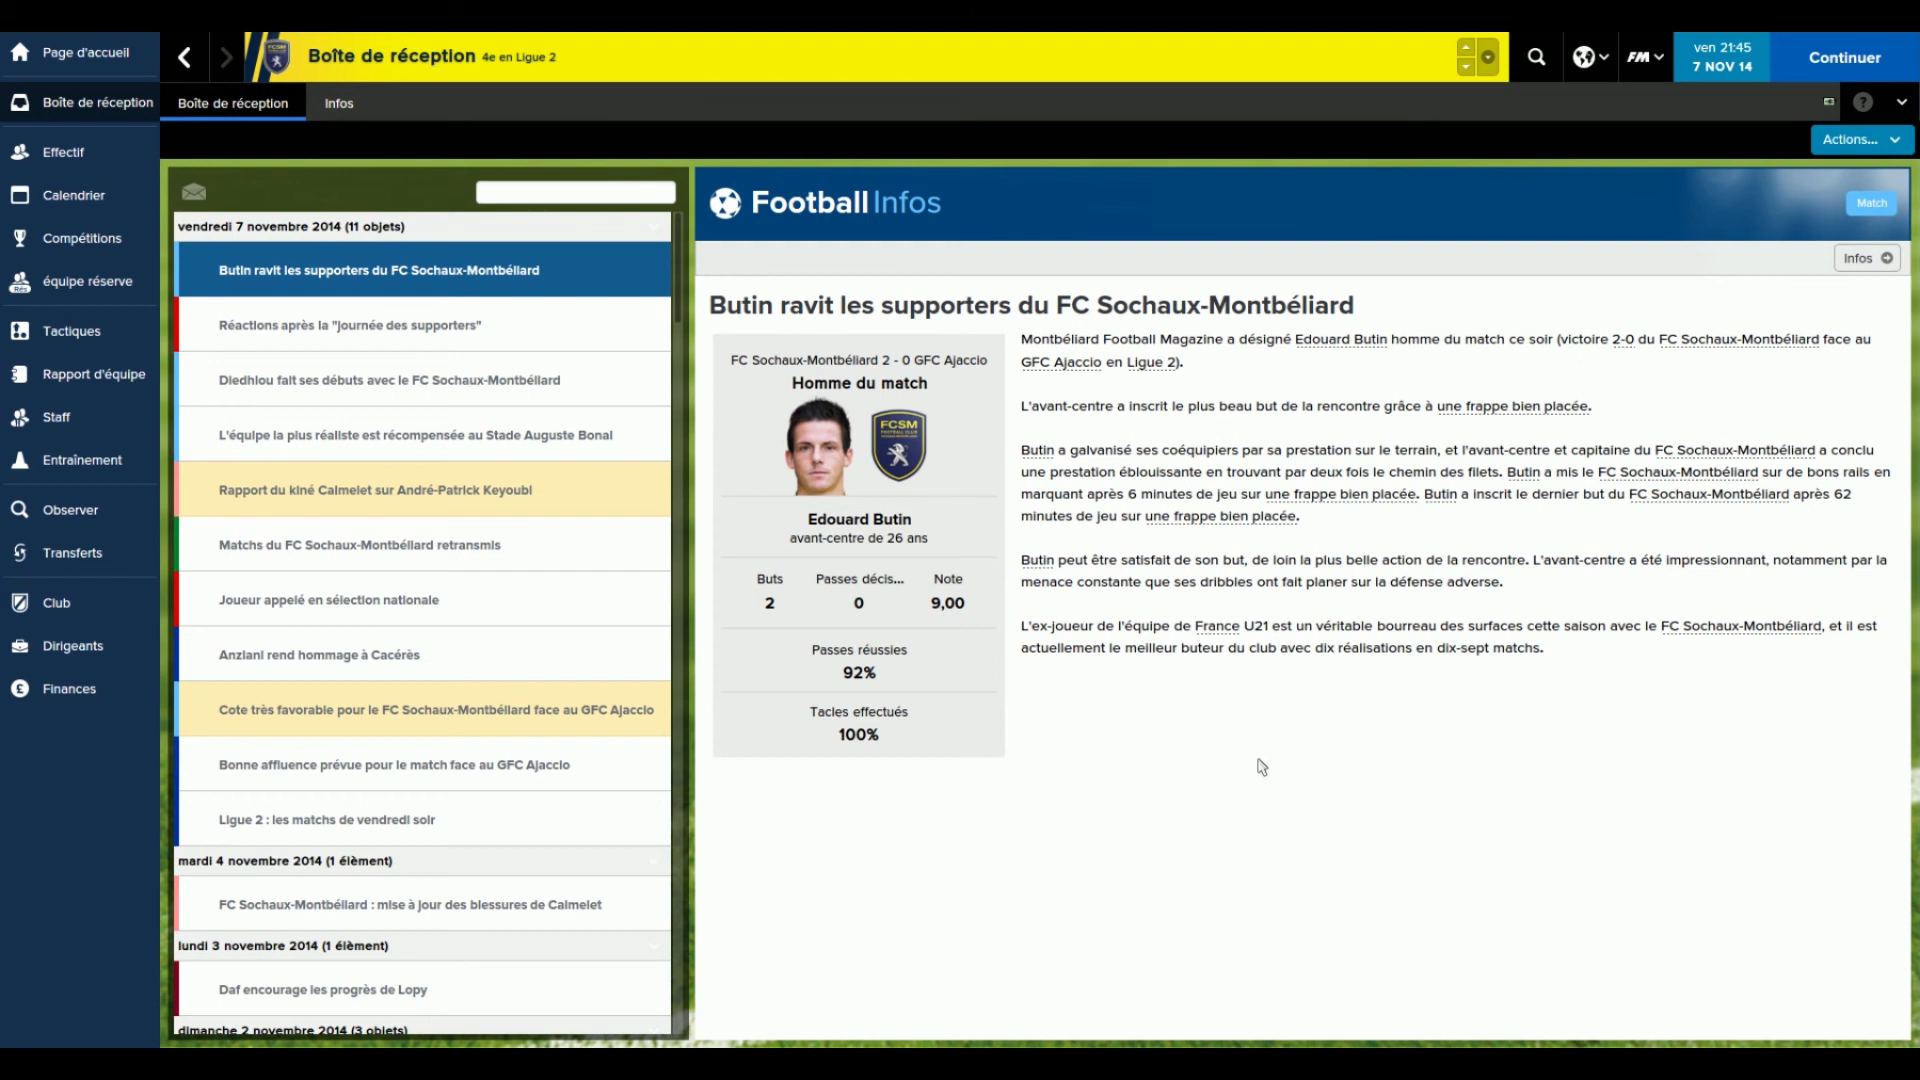 Page d'accueil
Boîte de réception
Effectif
Calendrier
Compétitions
équipe réserve
Tactiques
Rapport d'équipe
Staff
Entraînement
Observer
Transferts
Club
Dirigeants
Finances
Boîte de réception 4e en Ligue 2
FM
ven 21:45
7 NOV 14
Continuer
Boîte de réception
Infos
Actions...
vendredi 7 novembre 2014 (11 objets)
Butin ravit les supporters du FC Sochaux-Montbéliard
Réactions après la "journée des supporters"
Diedhiou fait ses débuts avec le FC Sochaux-Montbéliard
L'équipe la plus réaliste est récompensée au Stade Auguste Bonal
Rapport du kiné Calmelet sur André-Patrick Keyoubi
Matchs du FC Sochaux-Montbéliard retransmis
Joueur appelé en sélection nationale
Anziani rend hommage à Cacérès
Cote très favorable pour le FC Sochaux-Montbéliard face au GFC Ajaccio
Bonne affluence prévue pour le match face au GFC Ajaccio
Ligue 2 : les matchs de vendredi soir
mardi 4 novembre 2014 (1 élèment)
FC Sochaux-Montbéliard : mise à jour des blessures de Calmelet
lundi 3 novembre 2014 (1 élèment)
Daf encourage les progrès de Lopy
dimanche 2 novembre 2014 (3 objets)
Football Infos
Match
Infos
Butin ravit les supporters du FC Sochaux-Montbéliard
FC Sochaux-Montbéliard 2 - 0 GFC Ajaccio
Homme du match
FCSM
Edouard Butin
avant-centre de 26 ans
Buts Passes décis... Note
2 0 9,00
Passes réussies
92%
Tacles effectués
100%
Montbéliard Football Magazine a désigné Edouard Butin homme du match ce soir (victoire 2-0 du FC Sochaux-Montbéliard face au
GFC Ajaccio en Ligue 2).
L'avant-centre a inscrit le plus beau but de la rencontre grâce à une frappe bien placée.
Butin a galvanisé ses coéquipiers par sa prestation sur le terrain, et l'avant-centre et capitaine du FC Sochaux-Montbéliard a conclu
une prestation éblouissante en trouvant par deux fois le chemin des filets. Butin a mis le FC Sochaux-Montbéliard sur de bons rails en
marquant après 6 minutes de jeu sur une frappe bien placée. Butin a inscrit le dernier but du FC Sochaux-Montbéliard après 62
minutes de jeu sur une frappe bien placée.
Butin peut être satisfait de son but, de loin la plus belle action de la rencontre. L'avant-centre a été impressionnant, notamment par la
menace constante que ses dribbles ont fait planer sur la défense adverse.
L'ex-joueur de l'équipe de France U21 est un véritable bourreau des surfaces cette saison avec le FC Sochaux-Montbéliard, et il est
actuellement le meilleur buteur du club avec dix réalisations en dix-sept matchs.